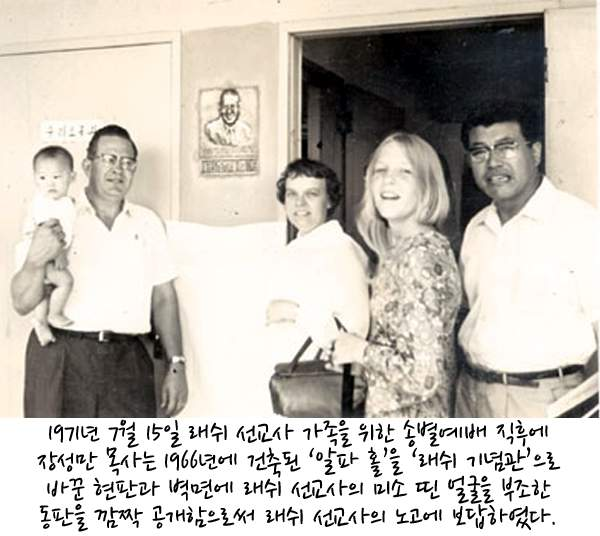 1971년 7월 15일 래쉬 선교사 가족을 위한 송별예배 직후에
장성만 목사는 1966년에 건축된 '알파 홀'을 '래쉬 기념관'으로
바꾼 현판과 벽면에 래쉬 선교사의 미소 띤 얼굴을 부조한
동판을 깜짝 공개함으로써 래쉬 선교사의 노고에 보답하였다.